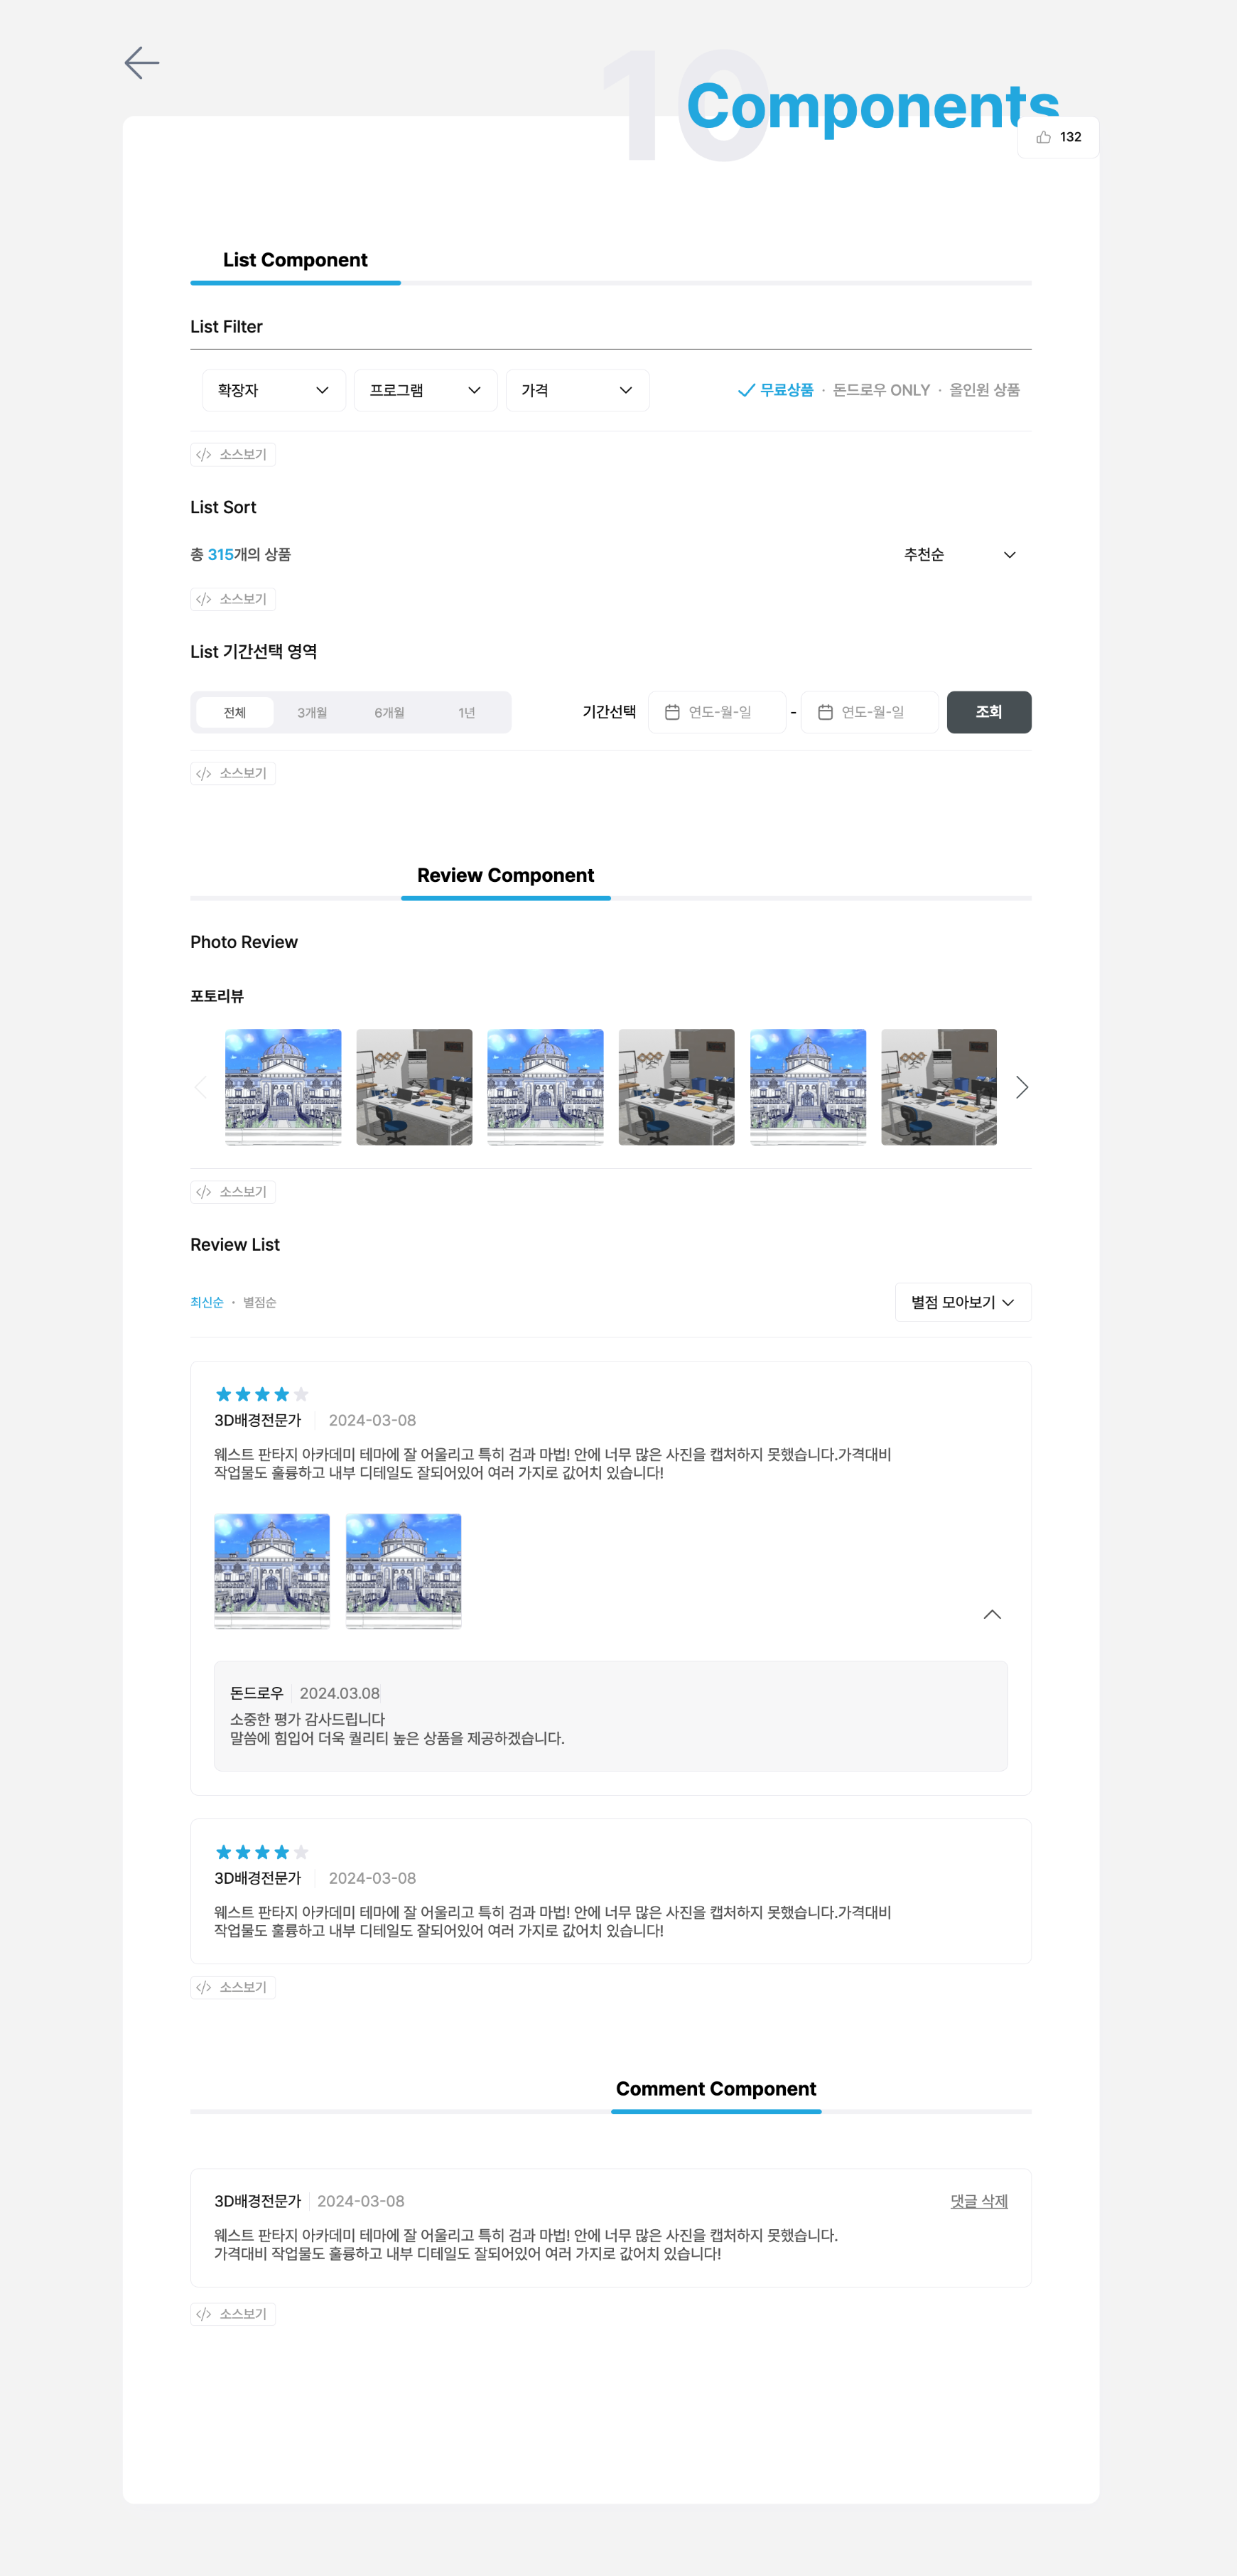 10
Components
132
List Component
List Filter
확장자 프로그램 가격 무료상품 · 돈드로우 ONLY · 올인원 상품
</> 소스보기
List Sort
총 315개의 상품 추천순
</> 소스보기
List 기간선택 영역
전체 3개월 6개월 1년 기간선택 연도-월-일 - 연도-월-일 조회
</> 소스보기
Review Component
Photo Review
포토리뷰
</> 소스보기
Review List
최신순 · 별점순 별점 모아보기
3D배경전문가 2024-03-08
웨스트 판타지 아카데미 테마에 잘 어울리고 특히 검과 마법! 안에 너무 많은 사진을 캡처하지 못했습니다.가격대비
작업물도 훌륭하고 내부 디테일도 잘되어있어 여러 가지로 값어치 있습니다!
돈드로우 2024.03.08
소중한 평가 감사드립니다
말씀에 힘입어 더욱 퀄리티 높은 상품을 제공하겠습니다.
3D배경전문가 2024-03-08
웨스트 판타지 아카데미 테마에 잘 어울리고 특히 검과 마법! 안에 너무 많은 사진을 캡처하지 못했습니다.가격대비
작업물도 훌륭하고 내부 디테일도 잘되어있어 여러 가지로 값어치 있습니다!
</> 소스보기
Comment Component
3D배경전문가 2024-03-08 댓글 삭제
웨스트 판타지 아카데미 테마에 잘 어울리고 특히 검과 마법! 안에 너무 많은 사진을 캡처하지 못했습니다.
가격대비 작업물도 훌륭하고 내부 디테일도 잘되어있어 여러 가지로 값어치 있습니다!
</> 소스보기